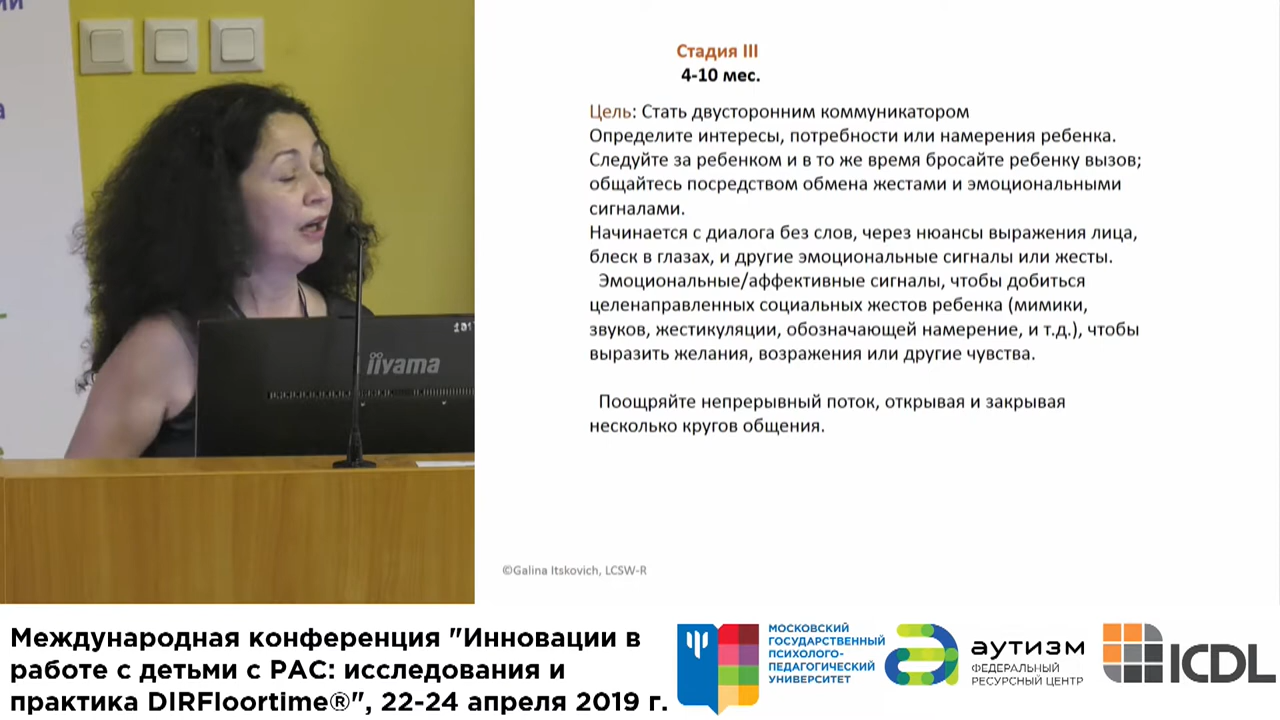 Стадия III
4-10 мес.
Цель: Стать двусторонним коммуникатором
Определите интересы, потребности или намерения ребенка.
Следуйте за ребенком и в то же время бросайте ребенку вызов;
общайтесь посредством обмена жестами и эмоциональными
сигналами.
Начинается с диалога без слов, через нюансы выражения лица,
блеск в глазах, и другие эмоциональные сигналы или жесты.
Эмоциональные/аффективные сигналы, чтобы добиться
целенаправленных социальных жестов ребенка (мимики,
звуков, жестикуляции, обозначающей намерение, и т.д.), чтобы
выразить желания, возражения или другие чувства.
Поощряйте непрерывный поток, открывая и закрывая
несколько кругов общения.
©Galina Itskovich, LCSW-R
iiyama
Международная конференция "Инновации в
работе с детьми с РАС: исследования и
практика DIRFloortime®", 22-24 апреля 2019 г.
МОСКОВСКИЙ
ГОСУДАРСТВЕННЫЙ
ПСИХОЛОГО-
ПЕДАГОГИЧЕСКИЙ
УНИВЕРСИТЕТ
аутизм
ФЕДЕРАЛЬНЫЙ
РЕСУРСНЫЙ ЦЕНТР
ICDL